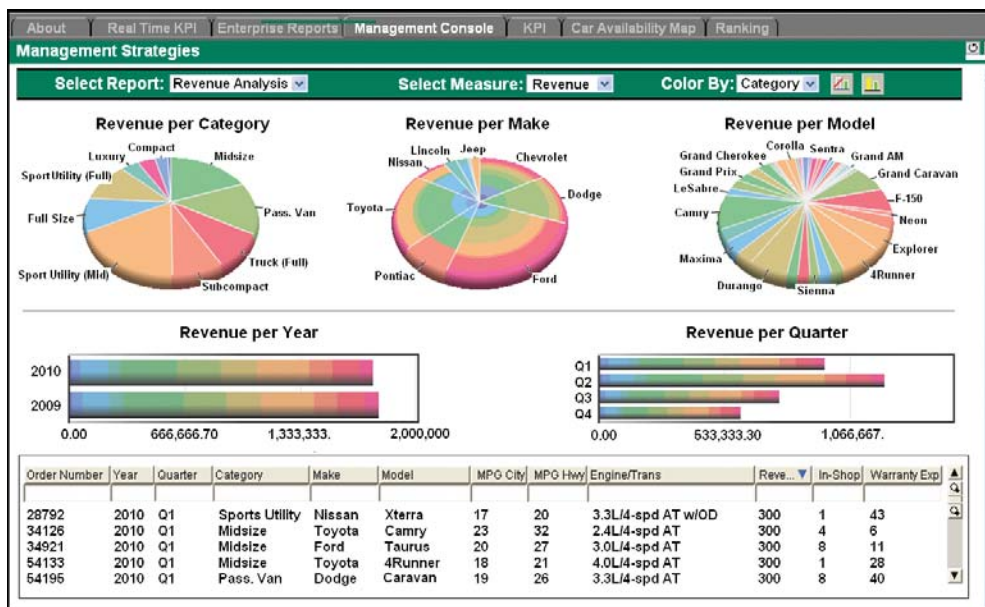 About Real Time KPI Enterprise Reports Management Console KPI Car Availability Map Ranking
Management Strategies
Select Report: Revenue Analysis Select Measure: Revenue Color By: Category
Revenue per Category
Compact
Luxury
Midsize
Sport Utility (Full)
Full Size
Pass. Van
Sport Utility (Mid)
Truck (Full)
Subcompact
Revenue per Make
Lincoln Jeep
Nissan
Chevrolet
Dodge
Toyota
Pontiac
Ford
Revenue per Model
Corolla Sentra
Grand Cherokee
Grand AM
Grand Prix
Grand Caravan
LeSabre
F-150
Camry
Neon
Maxima
Explorer
4Runner
Durango
Sienna
Revenue per Year
2010
2009
0.00 666,666.70 1,333,333. 2,000,000
Revenue per Quarter
Q1
Q2
Q3
Q4
0.00 533,333.30 1,066,667.
Order Number Year Quarter Category Make Model MPG City MPG Hwy Engine/Trans Reve... In-Shop Warranty Exp
28792 2010 Q1 Sports Utility Nissan Xterra 17 20 3.3L/4-spd AT w/OD 300 1 43
34126 2010 Q1 Midsize Toyota Camry 23 32 2.4L/4-spd AT 300 4 6
34921 2010 Q1 Midsize Ford Taurus 20 27 3.0L/4-spd AT 300 8 11
54133 2010 Q1 Midsize Toyota 4Runner 18 21 4.0L/4-spd AT 300 1 28
54195 2010 Q1 Pass. Van Dodge Caravan 19 26 3.3L/4-spd AT 300 8 40